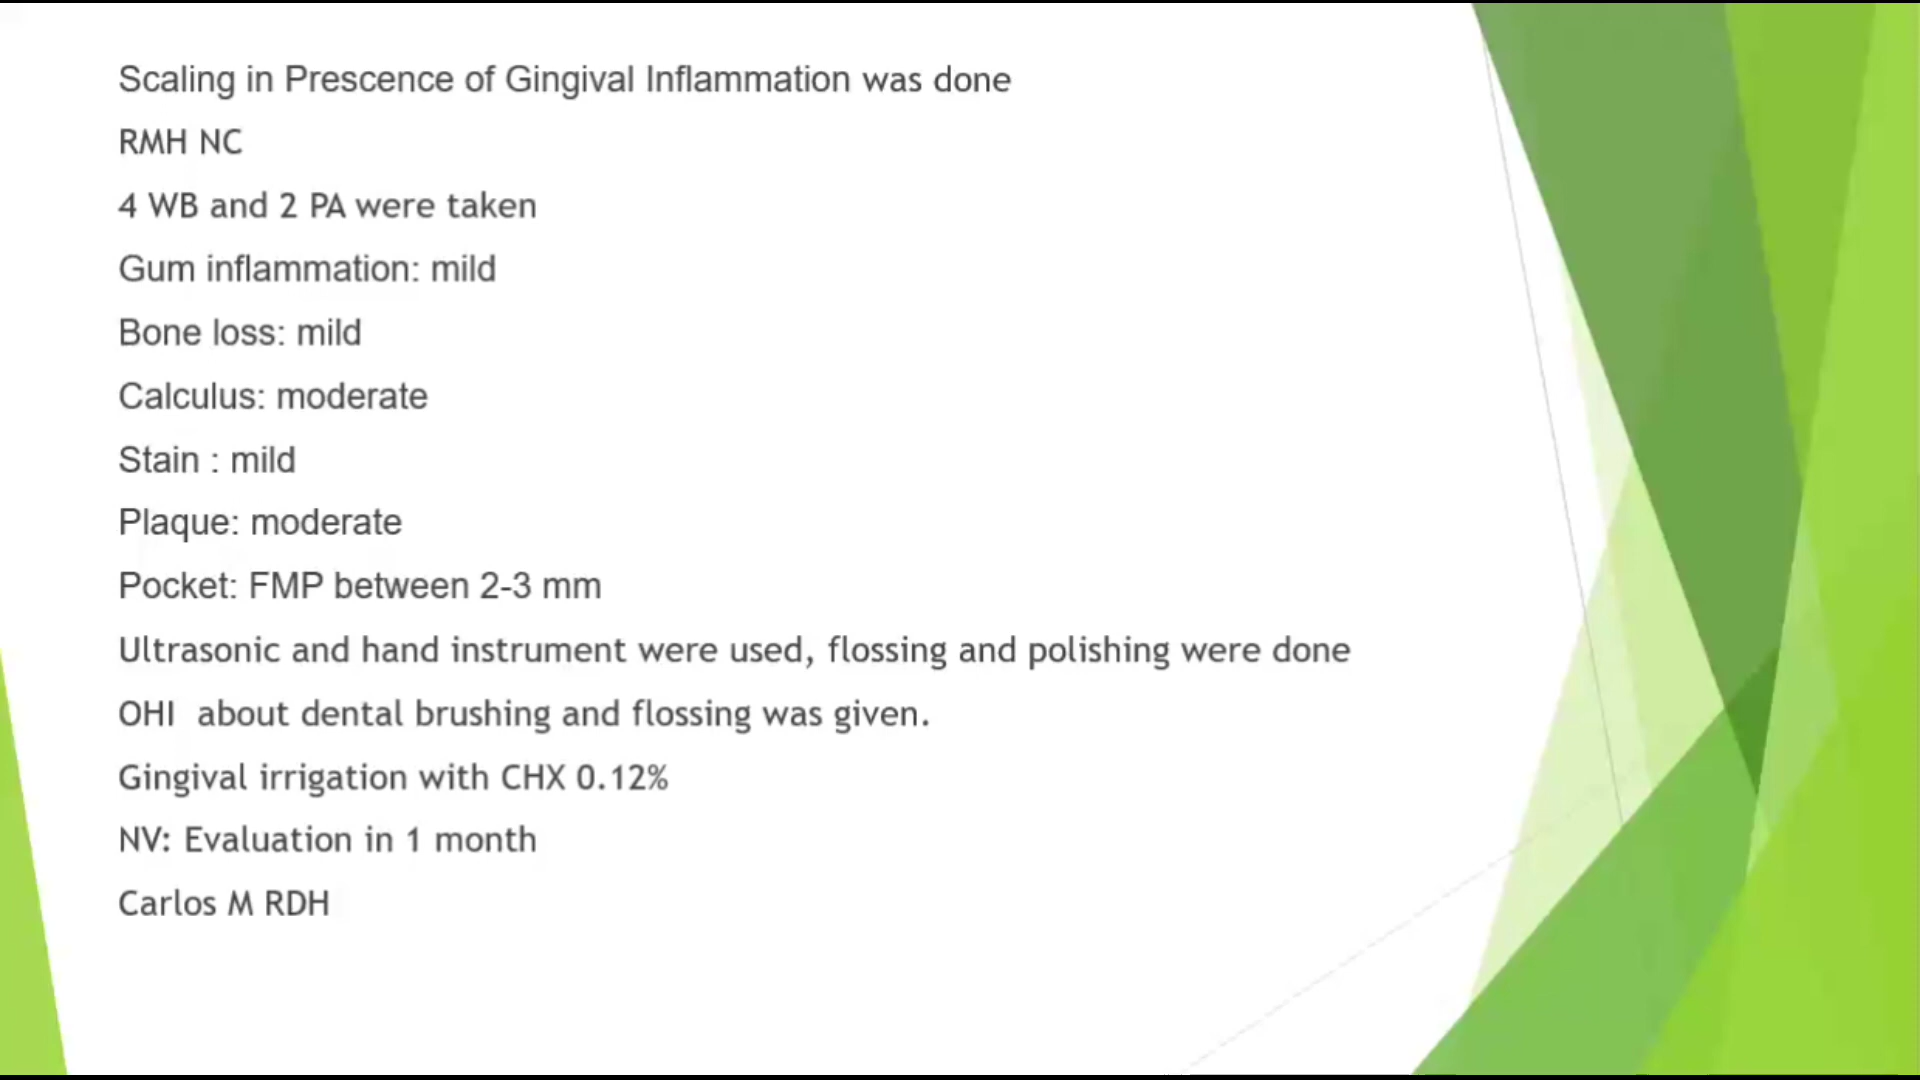 Scaling in Prescence of Gingival Inflammation was done
RMH NC
4 WB and 2 PA were taken
Gum inflammation: mild
Bone loss: mild
Calculus: moderate
Stain : mild
Plaque: moderate
Pocket: FMP between 2-3 mm
Ultrasonic and hand instrument were used, flossing and polishing were done
OHI  about dental brushing and flossing was given.
Gingival irrigation with CHX 0.12%
NV: Evaluation in 1 month
Carlos M RDH